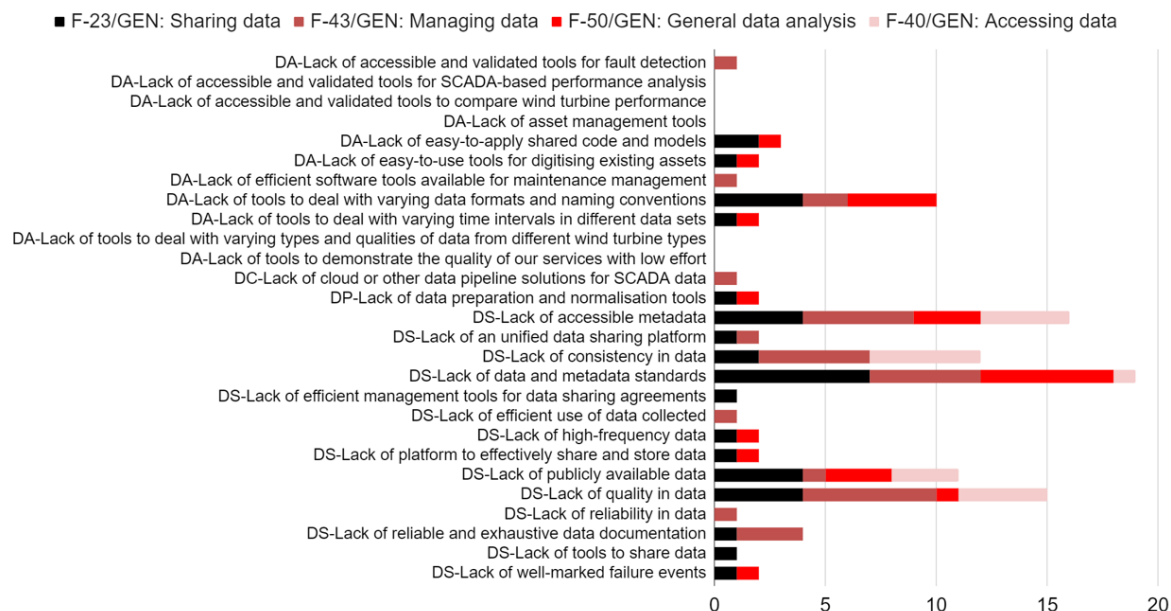 F-23/GEN: Sharing data F-43/GEN: Managing data F-50/GEN: General data analysis F-40/GEN: Accessing data
DA-Lack of accessible and validated tools for fault detection
DA-Lack of accessible and validated tools for SCADA-based performance analysis
DA-Lack of accessible and validated tools to compare wind turbine performance
DA-Lack of asset management tools
DA-Lack of easy-to-apply shared code and models
DA-Lack of easy-to-use tools for digitising existing assets
DA-Lack of efficient software tools available for maintenance management
DA-Lack of tools to deal with varying data formats and naming conventions
DA-Lack of tools to deal with varying time intervals in different data sets
DA-Lack of tools to deal with varying types and qualities of data from different wind turbine types
DA-Lack of tools to demonstrate the quality of our services with low effort
DC-Lack of cloud or other data pipeline solutions for SCADA data
DP-Lack of data preparation and normalisation tools
DS-Lack of accessible metadata
DS-Lack of an unified data sharing platform
DS-Lack of consistency in data
DS-Lack of data and metadata standards
DS-Lack of efficient management tools for data sharing agreements
DS-Lack of efficient use of data collected
DS-Lack of high-frequency data
DS-Lack of platform to effectively share and store data
DS-Lack of publicly available data
DS-Lack of quality in data
DS-Lack of reliability in data
DS-Lack of reliable and exhaustive data documentation
DS-Lack of tools to share data
DS-Lack of well-marked failure events
0 5 10 15 20